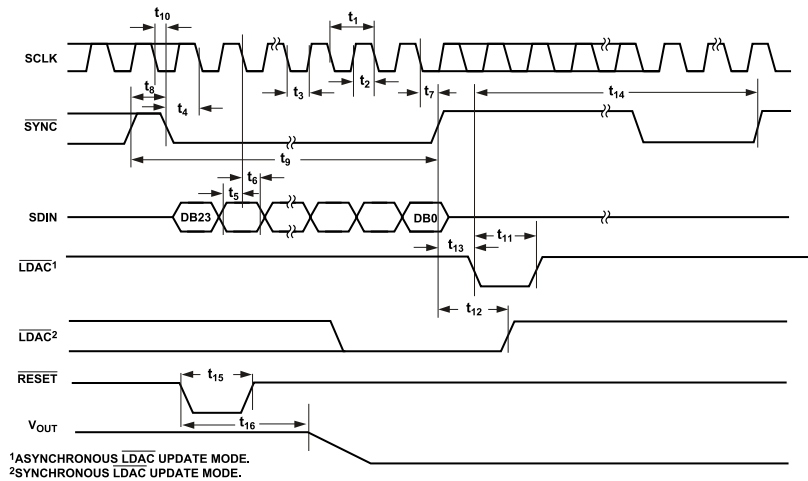 t10
t1
SCLK
t8
t4
t3
t2
t7
t14
SYNC
t9
t6
t5
SDIN
DB23
DB0
t13
t11
LDAC1
t12
LDAC2
RESET
t15
t16
VOUT
1ASYNCHRONOUS LDAC UPDATE MODE.
2SYNCHRONOUS LDAC UPDATE MODE.